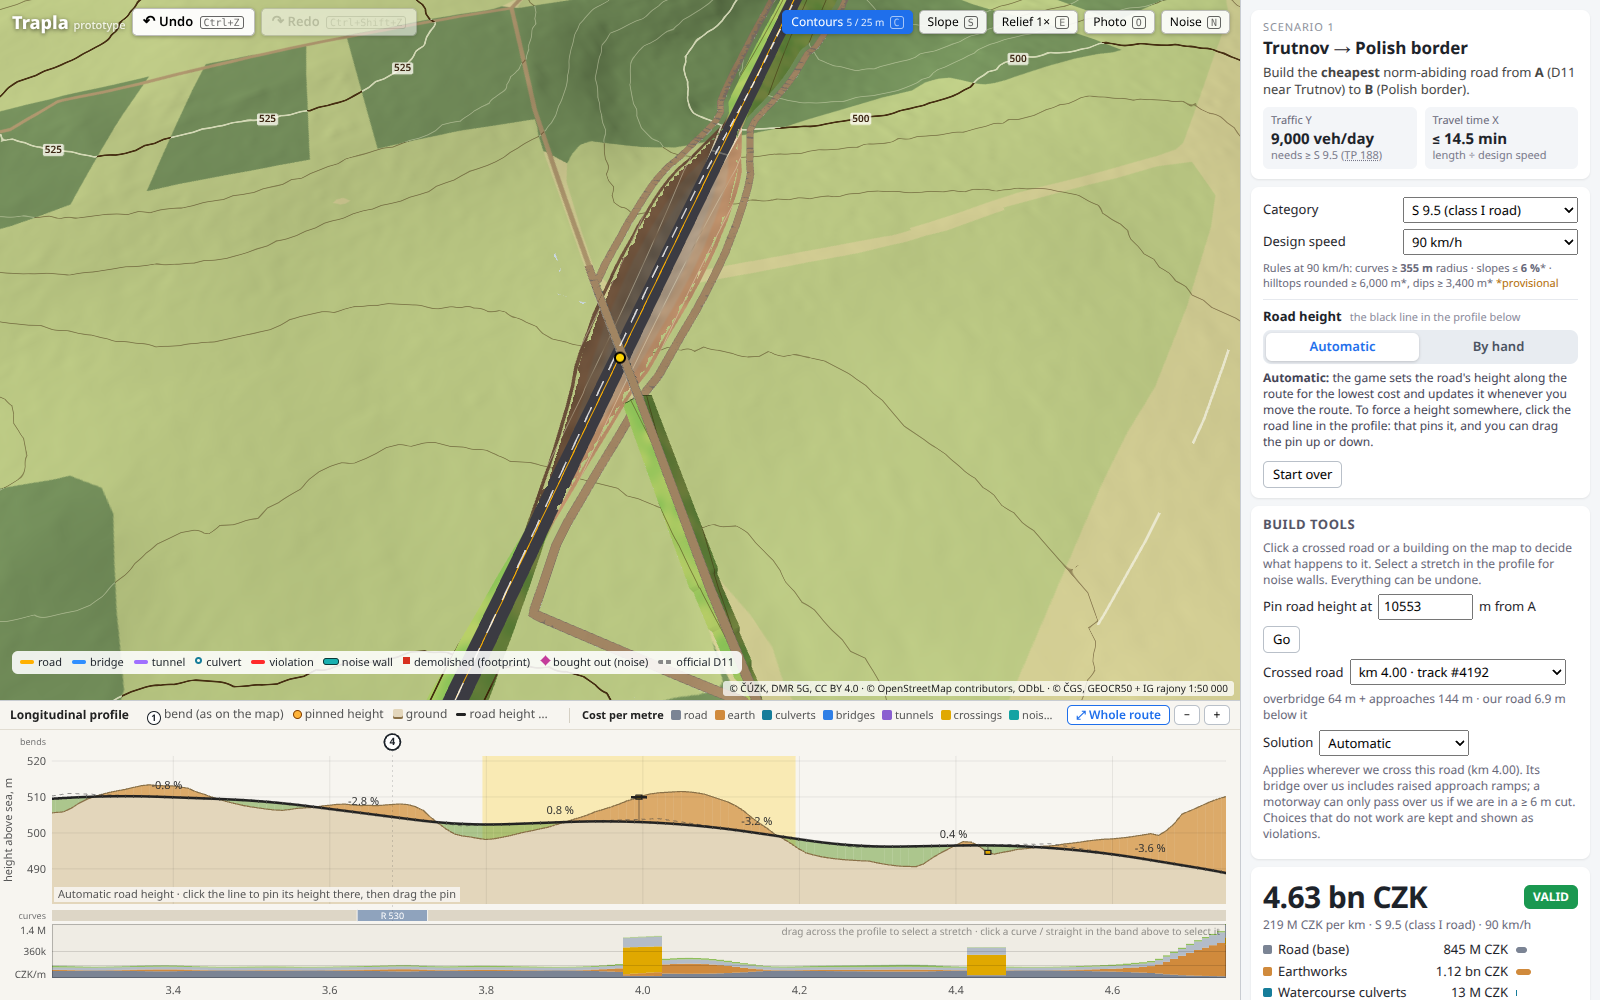 Trapla prototype
↶ Undo Ctrl+Z
↷ Redo Ctrl+Shift+Z
Contours 5 / 25 m C
Slope S
Relief 1× E
Photo O
Noise N
525
525
525
500
500
road
bridge
tunnel
culvert
violation
noise wall
demolished (footprint)
bought out (noise)
official D11
© ČÚZK, DMR 5G, CC BY 4.0 · © OpenStreetMap contributors, ODbL · © ČGS, GEOCR50 + IG rajony 1:50 000
Longitudinal profile
1 bend (as on the map)
pinned height
ground
road height ...
Cost per metre
road
earth
culverts
bridges
tunnels
crossings
nois...
⤢ Whole route
−
+
bends
4
520
510
500
490
height above sea, m
-0.8 %
-2.8 %
0.8 %
-3.2 %
0.4 %
-3.6 %
Automatic road height · click the line to pin its height there, then drag the pin
curves
R 530
1.4 M
360k
CZK/m
drag across the profile to select a stretch · click a curve / straight in the band above to select it
3.4
3.6
3.8
4.0
4.2
4.4
4.6
SCENARIO 1
Trutnov → Polish border
Build the cheapest norm-abiding road from A (D11
near Trutnov) to B (Polish border).
Traffic Y
9,000 veh/day
needs ≥ S 9.5 (TP 188)
Travel time X
≤ 14.5 min
length ÷ design speed
Category
S 9.5 (class I road)
Design speed
90 km/h
Rules at 90 km/h: curves ≥ 355 m radius · slopes ≤ 6 %* ·
hilltops rounded ≥ 6,000 m*, dips ≥ 3,400 m* *provisional
Road height the black line in the profile below
Automatic
By hand
Automatic: the game sets the road's height along the
route for the lowest cost and updates it whenever you
move the route. To force a height somewhere, click the
road line in the profile: that pins it, and you can drag
the pin up or down.
Start over
BUILD TOOLS
Click a crossed road or a building on the map to decide
what happens to it. Select a stretch in the profile for
noise walls. Everything can be undone.
Pin road height at 10553 m from A
Go
Crossed road km 4.00 · track #4192
overbridge 64 m + approaches 144 m · our road 6.9 m
below it
Solution Automatic
Applies wherever we cross this road (km 4.00). Its
bridge over us includes raised approach ramps; a
motorway can only pass over us if we are in a ≥ 6 m cut.
Choices that do not work are kept and shown as
violations.
4.63 bn CZK
VALID
219 M CZK per km · S 9.5 (class I road) · 90 km/h
Road (base) 845 M CZK
Earthworks 1.12 bn CZK
Watercourse culverts 13 M CZK